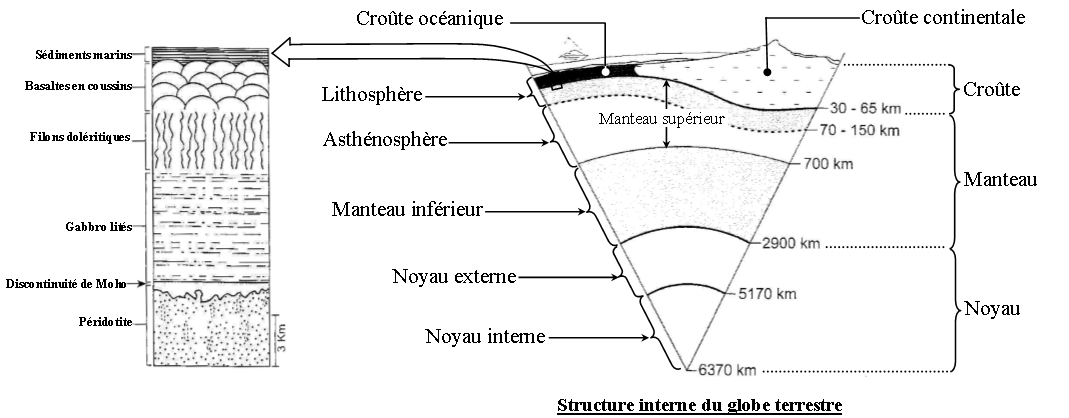 Croûte océanique
Croûte continentale
Sédiments marins
Basaltes en coussins
Filons doléritiques
Gabbro lités
Discontinuité de Moho
Péridotite
3 Km
Lithosphère
Asthénosphère
Manteau inférieur
Noyau externe
Noyau interne
Manteau supérieur
30 - 65 km
70 - 150 km
700 km
2900 km
5170 km
6370 km
Croûte
Manteau
Noyau
Structure interne du globe terrestre